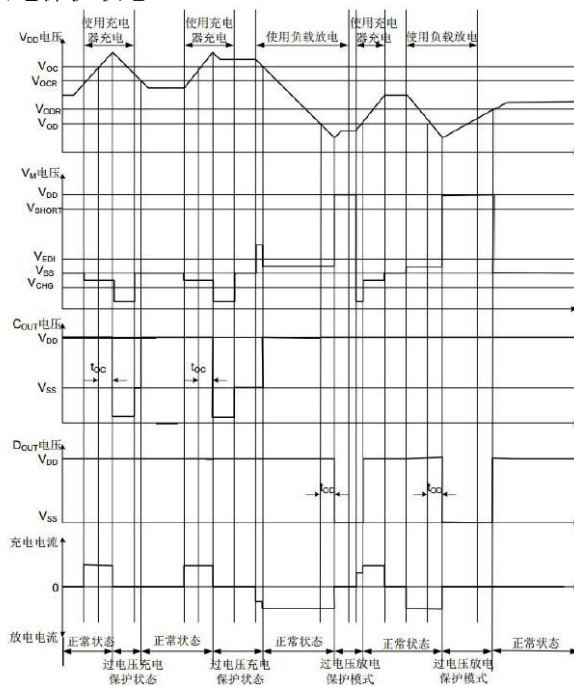 使用充电
器充电
使用充电
器充电
使用负载放电
使用充电
器充电
使用负载放电
VDD电压
VOC
VOCR
VODR
VOD
VM电压
VDD
VSHORT
VEDI
VSS
VCHG
COUT电压
VDD
tOC
tOC
VSS
DOUT电压
VDD
tOD
tOD
VSS
充电电流
0
放电电流
正常状态
正常状态
正常状态
正常状态
正常状态
过电压充电
保护状态
过电压充电
保护状态
过电压放电
保护模式
过电压放电
保护模式